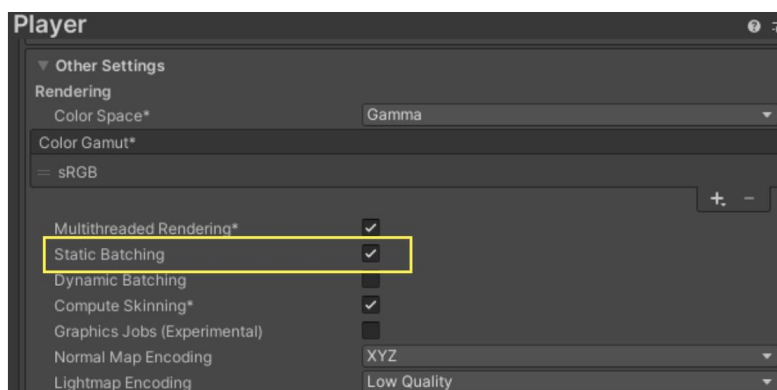 Player
Other Settings
Rendering
Color Space* Gamma
Color Gamut*
sRGB
Multithreaded Rendering*
Static Batching
Dynamic Batching
Compute Skinning*
Graphics Jobs (Experimental)
Normal Map Encoding XYZ
Lightmap Encoding Low Quality